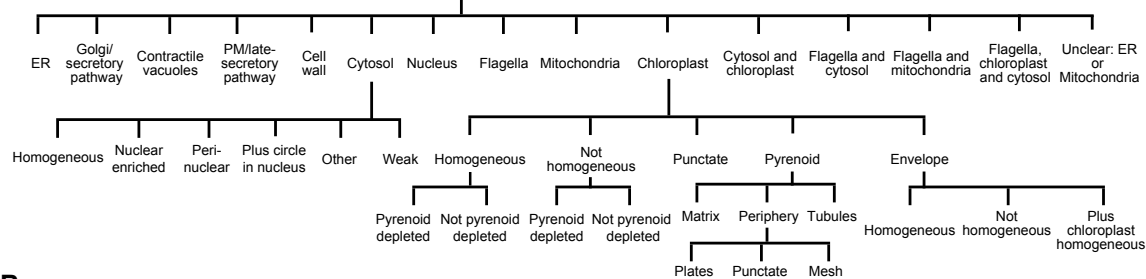 ER
Golgi/
secretory
pathway
Contractile
vacuoles
PM/late-
secretory
pathway
Cell
wall
Cytosol
Nucleus
Flagella
Mitochondria
Chloroplast
Cytosol and
chloroplast
Flagella and
cytosol
Flagella and
mitochondria
Flagella,
chloroplast
and cytosol
Unclear: ER
or
Mitochondria
Homogeneous
Nuclear
enriched
Peri-
nuclear
Plus circle
in nucleus
Other
Weak
Homogeneous
Not
homogeneous
Punctate
Pyrenoid
Envelope
Pyrenoid
depleted
Not pyrenoid
depleted
Pyrenoid
depleted
Not pyrenoid
depleted
Matrix
Periphery
Tubules
Homogeneous
Not
homogeneous
Plus
chloroplast
homogeneous
Plates
Punctate
Mesh